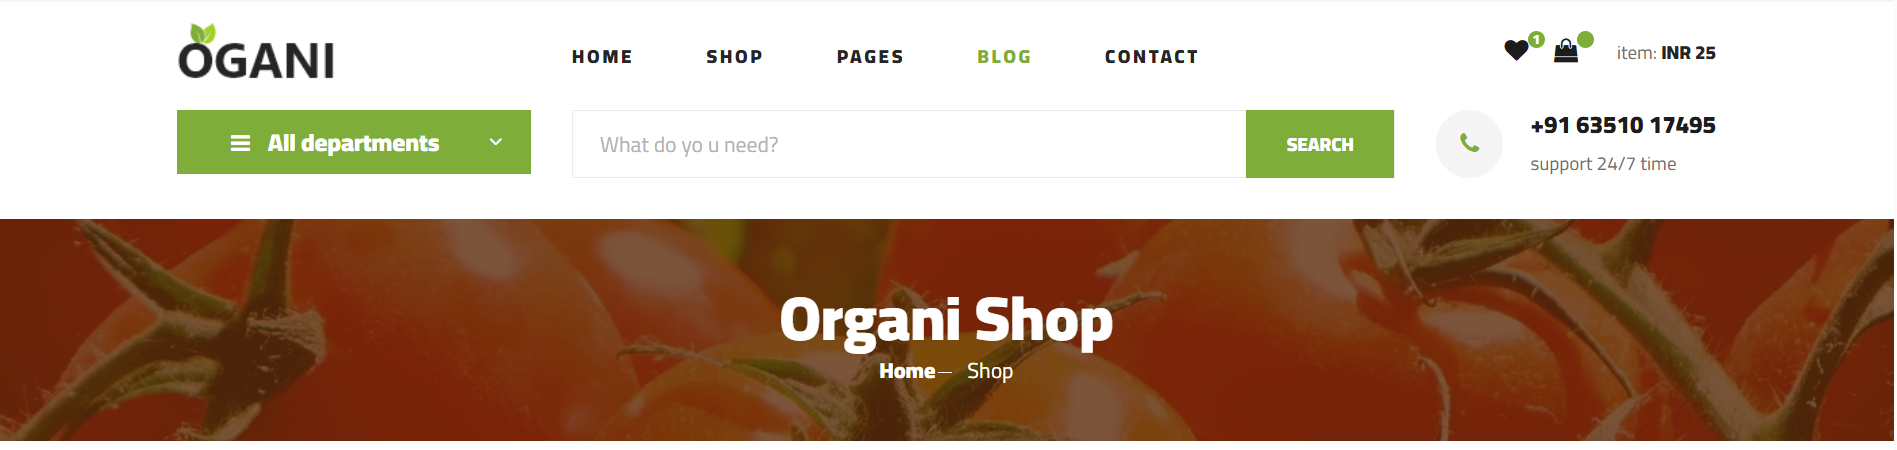 OGANI
HOME SHOP PAGES BLOG CONTACT
1
item: INR 25
All departments
What do yo u need?
SEARCH
+91 63510 17495
support 24/7 time
Organi Shop
Home — Shop